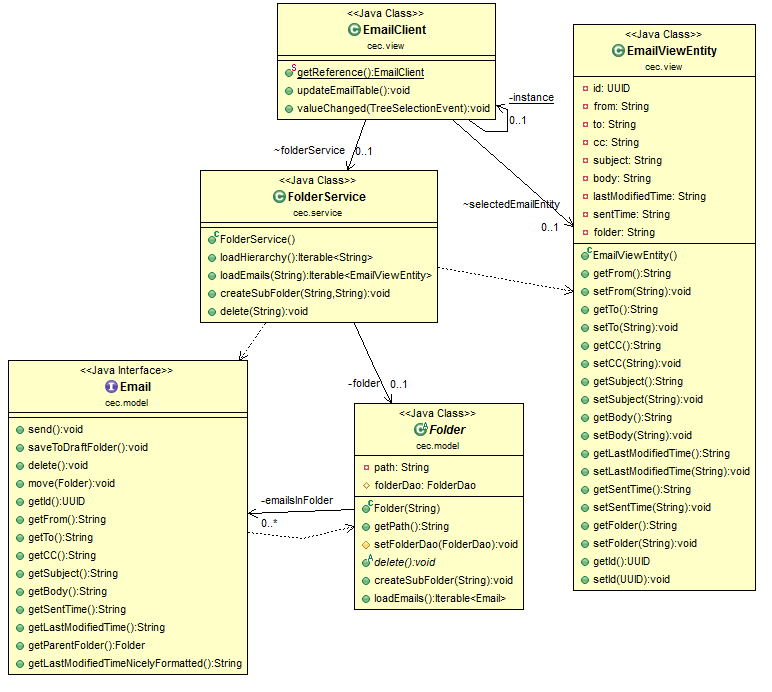 <<Java Class>>
EmailClient
cec.view
getReference():EmailClient
updateEmailTable():void
valueChanged(TreeSelectionEvent):void
-instance
0..1
~folderService
0..1
~selectedEmailEntity
0..1
<<Java Class>>
EmailViewEntity
cec.view
id: UUID
from: String
to: String
cc: String
subject: String
body: String
lastModifiedTime: String
sentTime: String
folder: String
EmailViewEntity()
getFrom():String
setFrom(String):void
getTo():String
setTo(String):void
getCC():String
setCC(String):void
getSubject():String
setSubject(String):void
getBody():String
setBody(String):void
getLastModifiedTime():String
setLastModifiedTime(String):void
getSentTime():String
setSentTime(String):void
getFolder():String
setFolder(String):void
getId():UUID
setId(UUID):void
<<Java Class>>
FolderService
cec.service
FolderService()
loadHierarchy():Iterable<String>
loadEmails(String):Iterable<EmailViewEntity>
createSubFolder(String,String):void
delete(String):void
-folder
0..1
<<Java Interface>>
Email
cec.model
send():void
saveToDraftFolder():void
delete():void
move(Folder):void
getId():UUID
getFrom():String
getTo():String
getCC():String
getSubject():String
getBody():String
getSentTime():String
getLastModifiedTime():String
getParentFolder():Folder
getLastModifiedTimeNicelyFormatted():String
-emailsInFolder
0..*
<<Java Class>>
Folder
cec.model
path: String
folderDao: FolderDao
Folder(String)
getPath():String
setFolderDao(FolderDao):void
delete():void
createSubFolder(String):void
loadEmails():Iterable<Email>